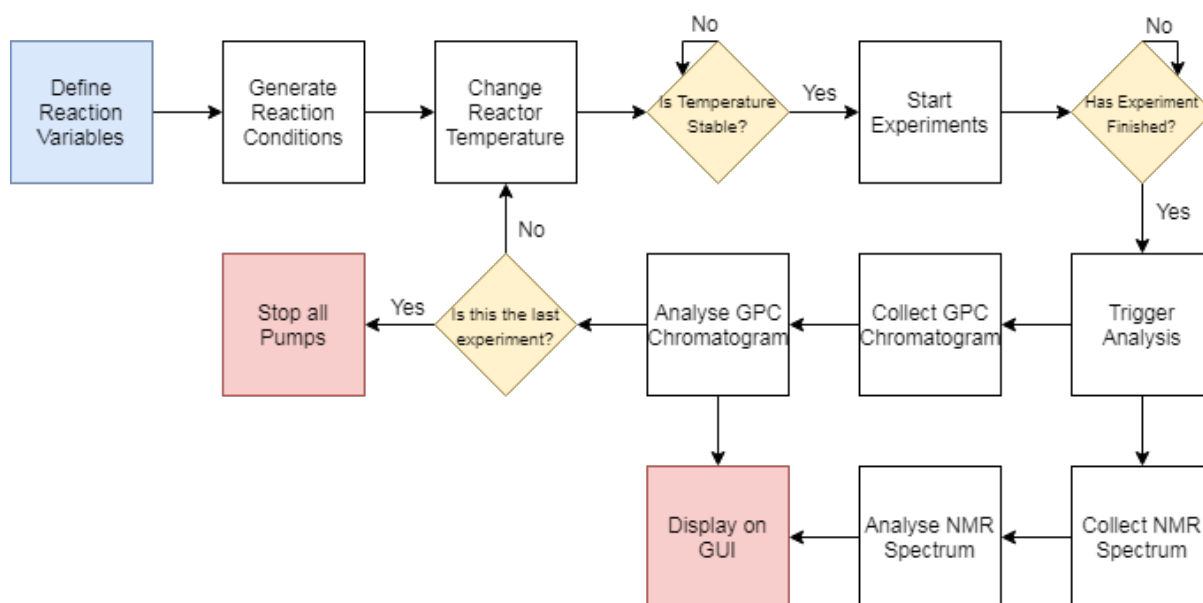 No
No
Define
Reaction
Variables
Generate
Reaction
Conditions
Change
Reactor
Temperature
Is Temperature
Stable?
Yes
Start
Experiments
Has Experiment
Finished?
Yes
No
Stop all
Pumps
Yes
Is this the last
experiment?
Analyse GPC
Chromatogram
Collect GPC
Chromatogram
Trigger
Analysis
Display on
GUI
Analyse NMR
Spectrum
Collect NMR
Spectrum